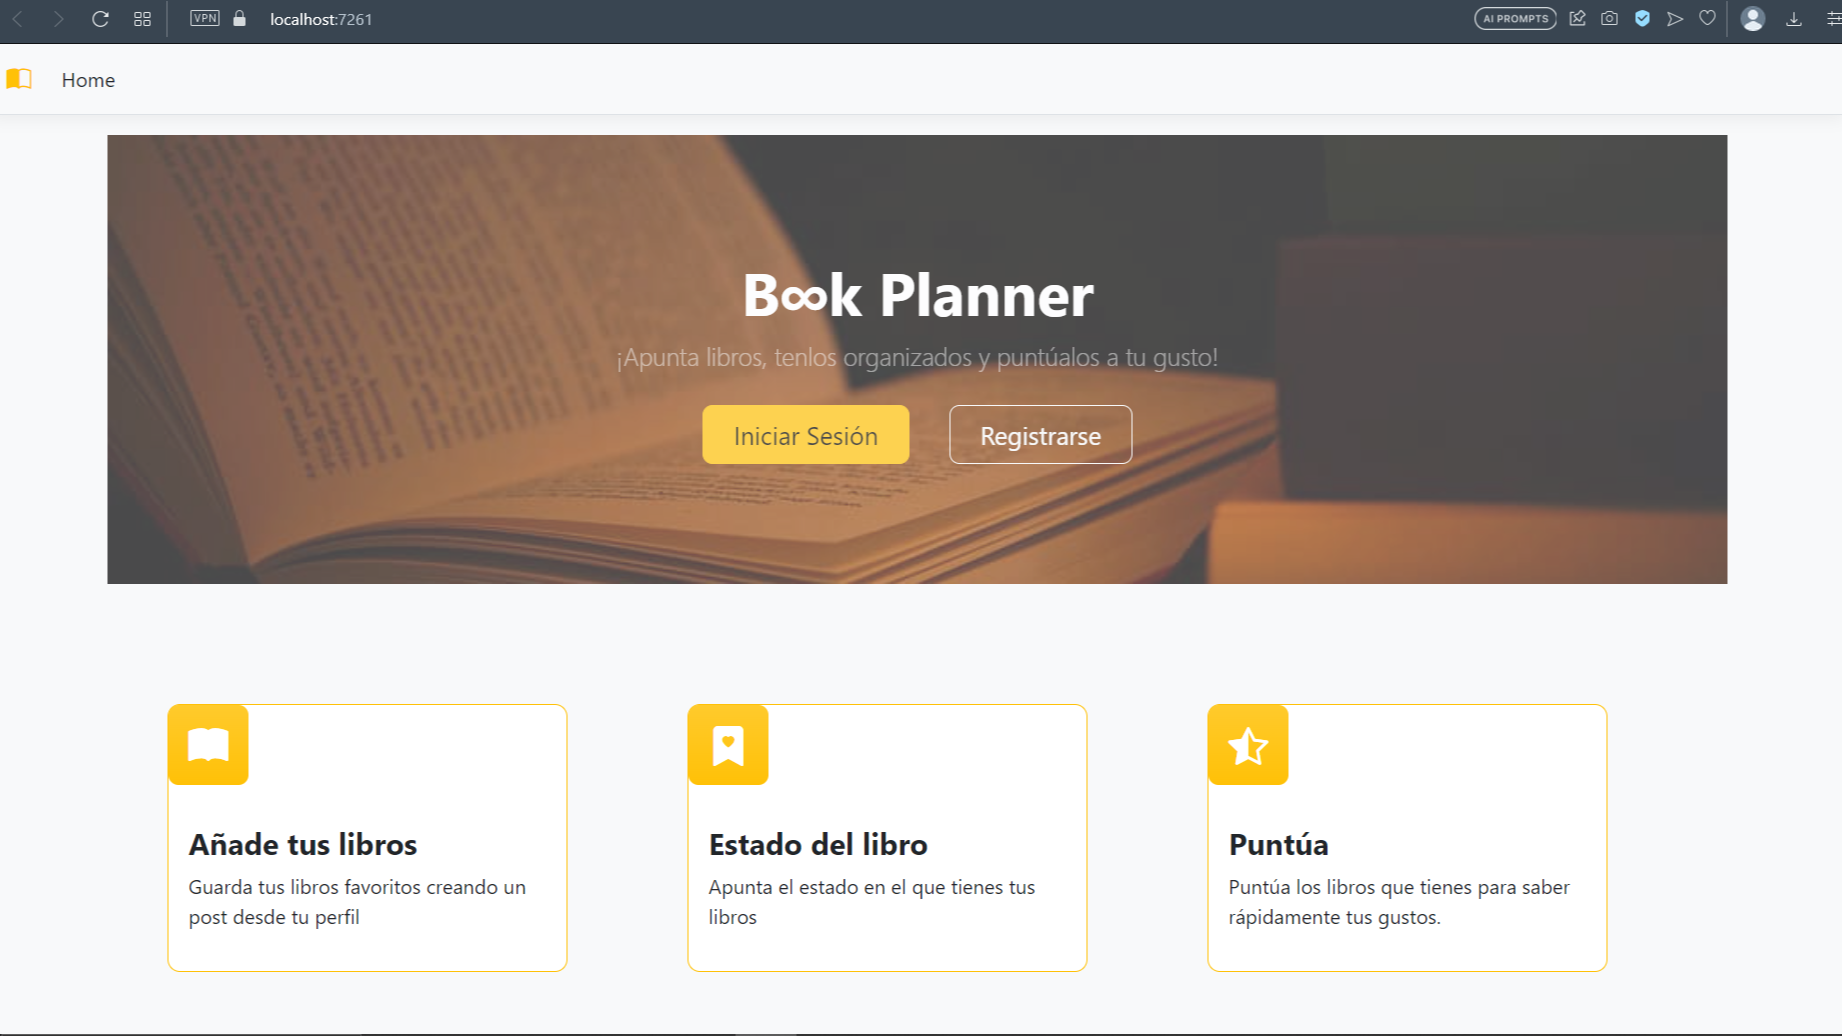 VPN localhost:7261 AI PROMPTS
Home
B∞k Planner
¡Apunta libros, tenlos organizados y puntúalos a tu gusto!
Iniciar Sesión Registrarse
Añade tus libros
Guarda tus libros favoritos creando un
post desde tu perfil
Estado del libro
Apunta el estado en el que tienes tus
libros
Puntúa
Puntúa los libros que tienes para saber
rápidamente tus gustos.